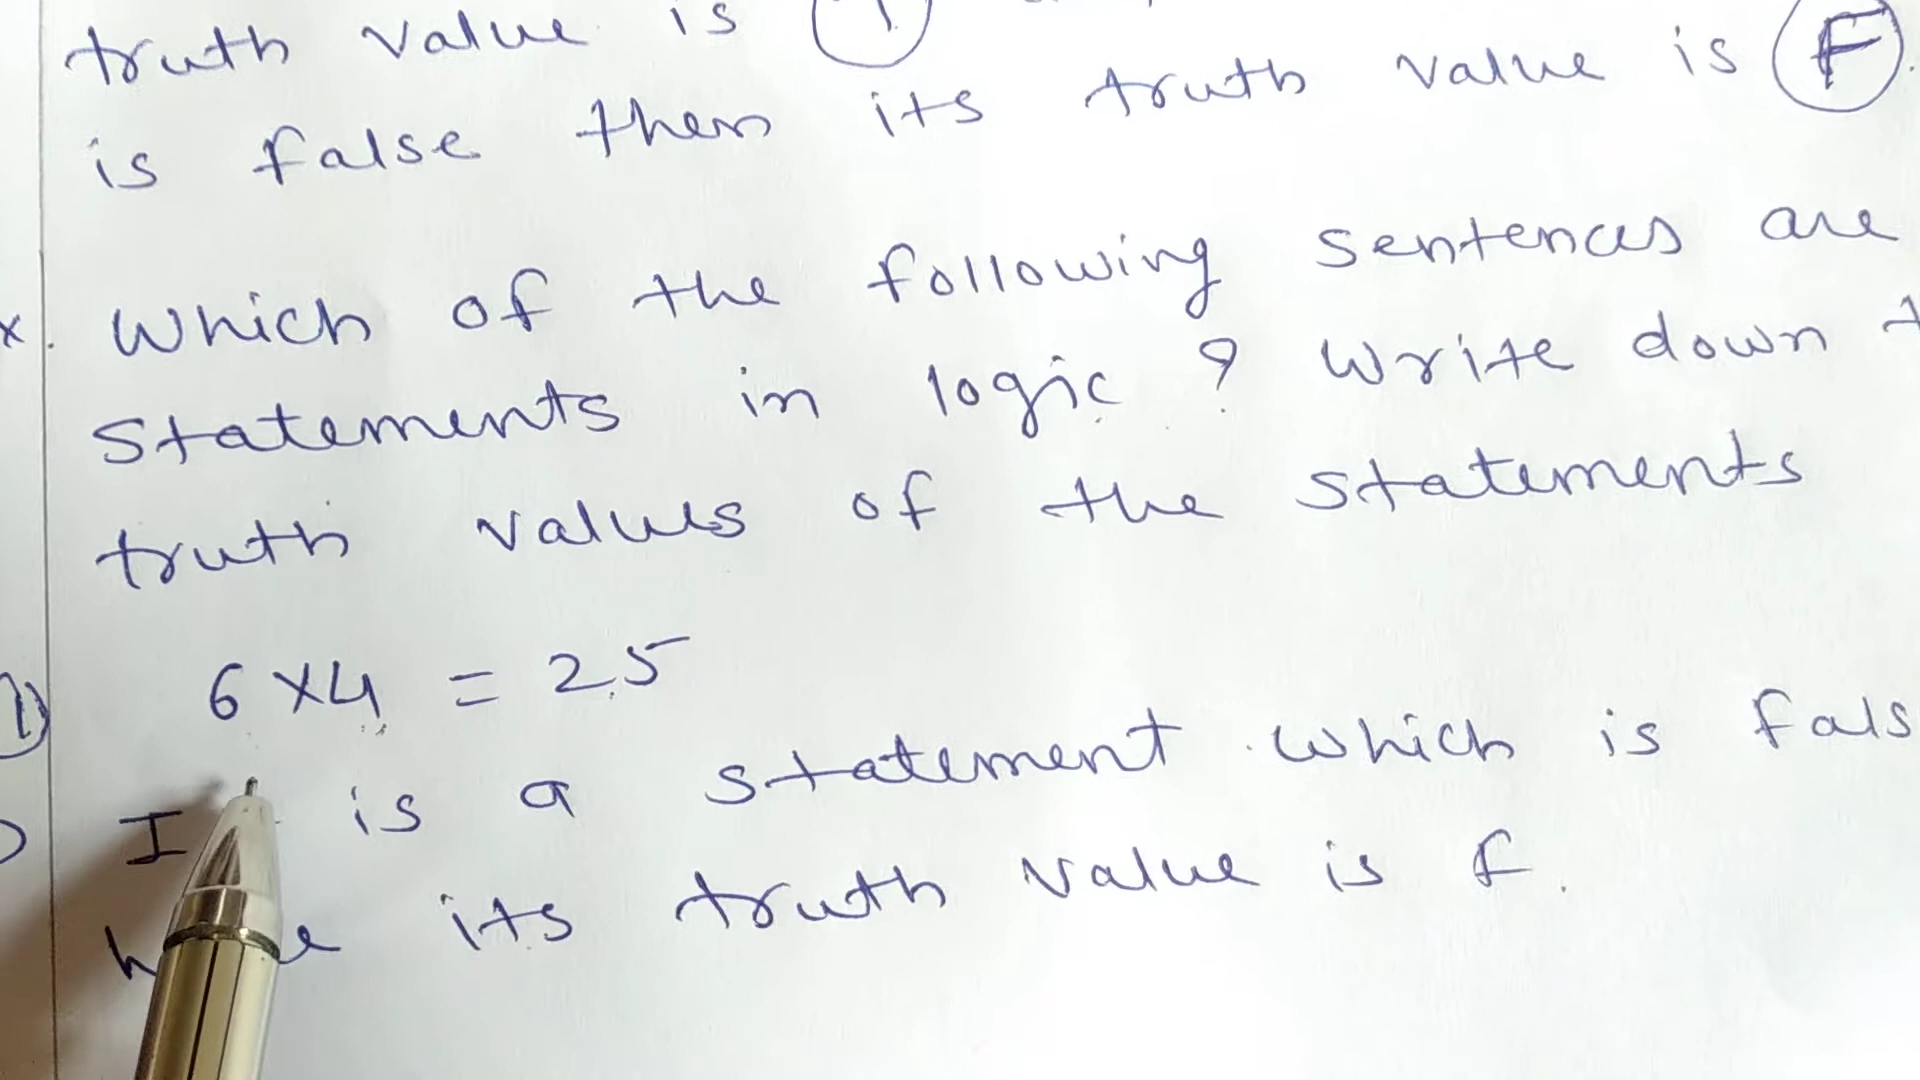 truth value is T
is false then its truth value is F.
x. Which of the following sentences are
statements in logic ? Write down
truth values of the statements
1) 6 x 4 = 25
is a statement which is fals
its truth value is F.